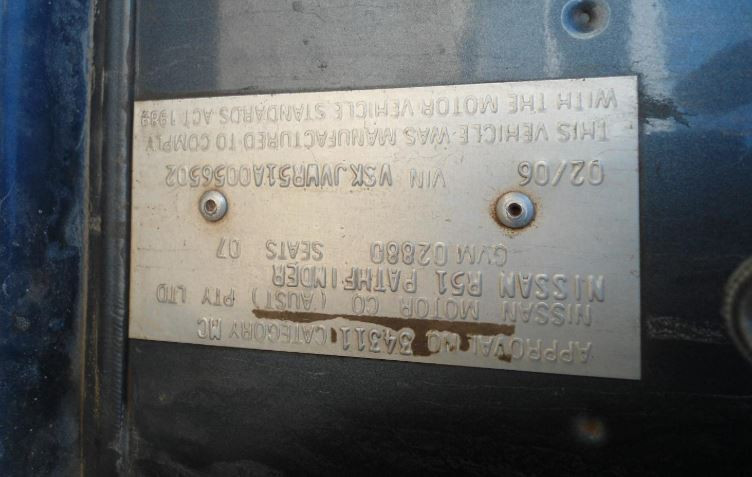 APPROVAL NO 34311 CATEGORY MC
NISSAN MOTOR CO (AUST) PTY LTD
NISSAN R51 PATHFINDER
GVM 02880 SEATS 07
02/06 VIN VSKJVWR51A0056502
THIS VEHICLE WAS MANUFACTURED TO COMPLY
WITH THE MOTOR VEHICLE STANDARDS ACT 1989